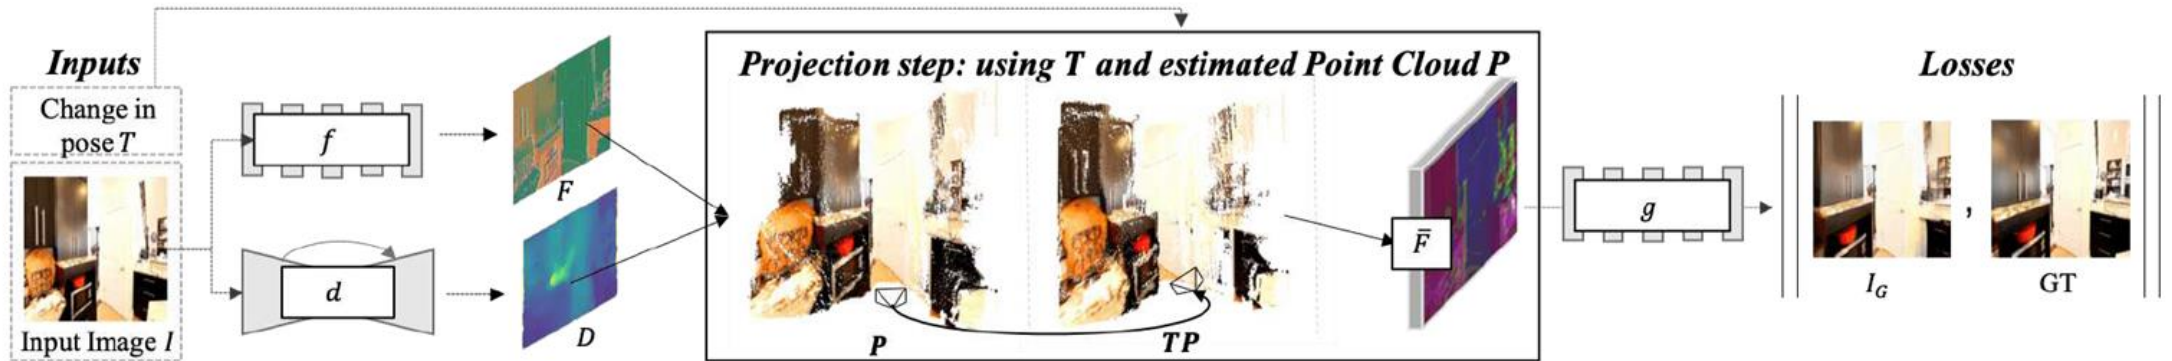 Inputs
Change in
pose T
Input Image I
f
d
F
D
Projection step: using T and estimated Point Cloud P
P
TP
F̅
g
Losses
I_G
,
GT